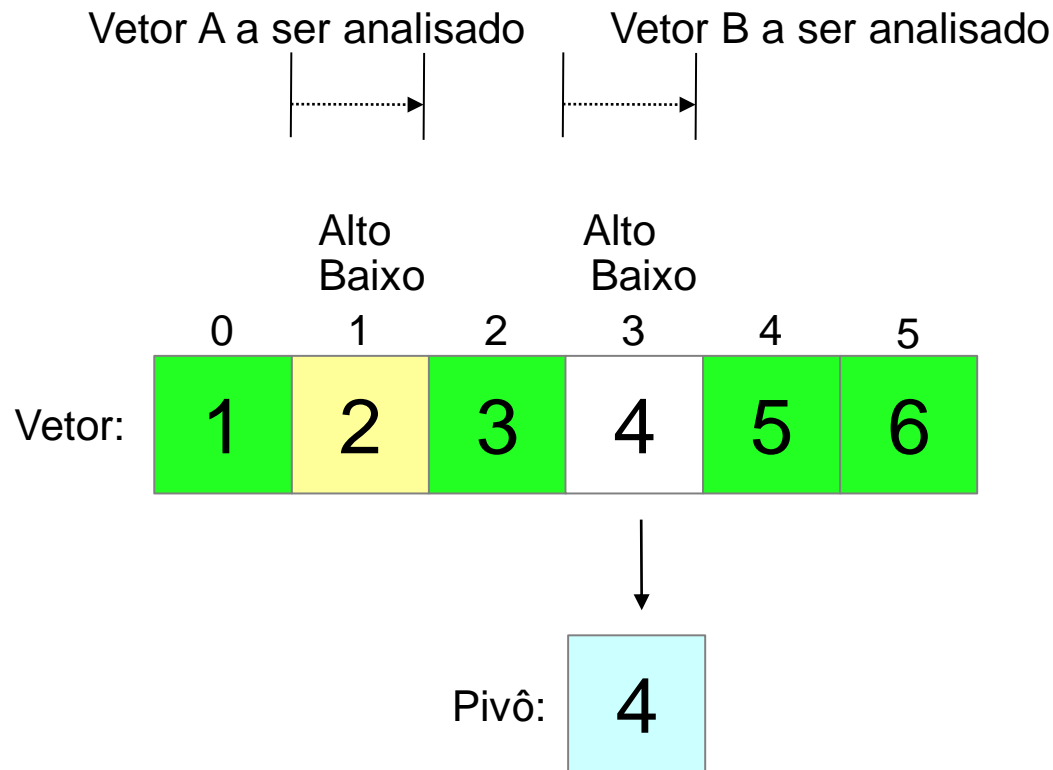 Vetor A a ser analisado Vetor B a ser analisado
Alto Alto
Baixo Baixo
0 1 2 3 4 5
Vetor: 1 2 3 4 5 6
Pivô: 4